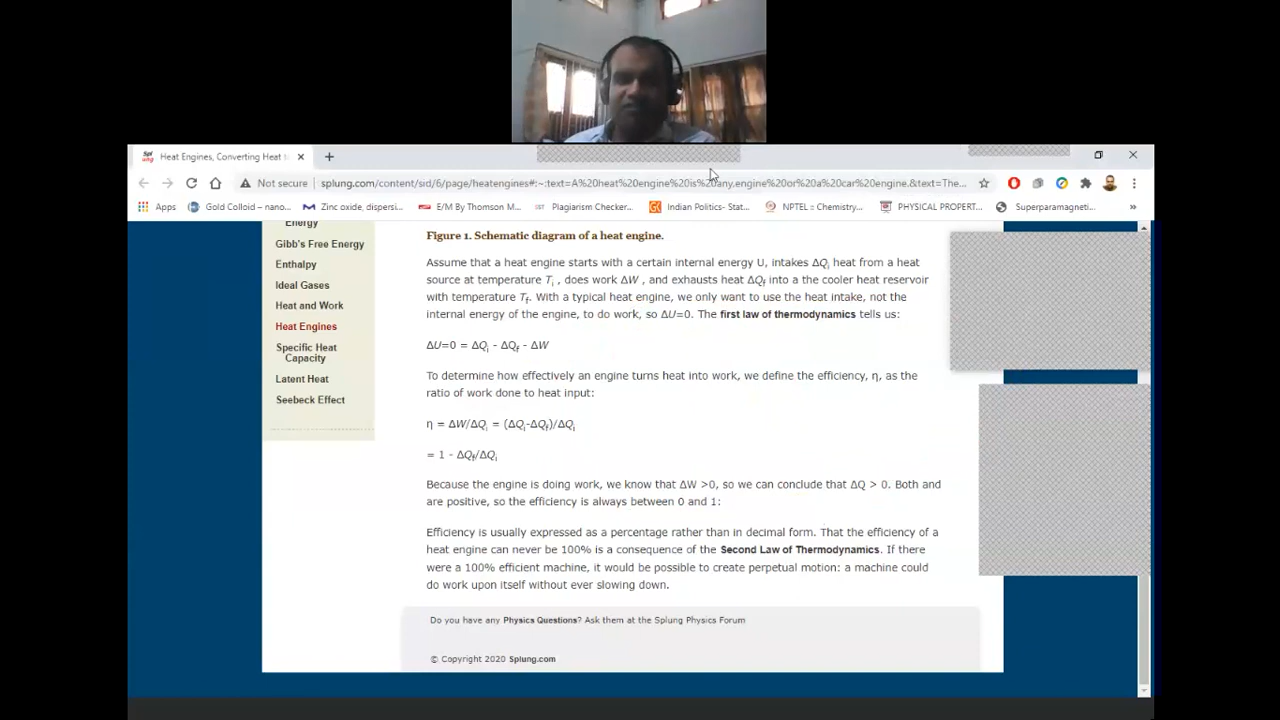 Heat Engines, Converting Heat t
Not secure splung.com/content/sid/6/page/heatengines#:~:text=A%20heat%20engine%20is%20any,engine%20or%20a%20car%20engine.&text=The...
Apps Gold Colloid – nano... Zinc oxide, dispersi... E/M By Thomson M... Plagiarism Checker... Indian Politics- Stat... NPTEL :: Chemistry... PHYSICAL PROPERT... Superparamagneti... »
Energy
Gibb's Free Energy
Enthalpy
Ideal Gases
Heat and Work
Heat Engines
Specific Heat
Capacity
Latent Heat
Seebeck Effect
Figure 1. Schematic diagram of a heat engine.
Assume that a heat engine starts with a certain internal energy U, intakes ΔQi heat from a heat
source at temperature Ti , does work ΔW , and exhausts heat ΔQf into a the cooler heat reservoir
with temperature Tf. With a typical heat engine, we only want to use the heat intake, not the
internal energy of the engine, to do work, so ΔU=0. The first law of thermodynamics tells us:
ΔU=0 = ΔQi - ΔQf - ΔW
To determine how effectively an engine turns heat into work, we define the efficiency, η, as the
ratio of work done to heat input:
η = ΔW/ΔQi = (ΔQi-ΔQf)/ΔQi
= 1 - ΔQf/ΔQi
Because the engine is doing work, we know that ΔW >0, so we can conclude that ΔQ > 0. Both and
are positive, so the efficiency is always between 0 and 1:
Efficiency is usually expressed as a percentage rather than in decimal form. That the efficiency of a
heat engine can never be 100% is a consequence of the Second Law of Thermodynamics. If there
were a 100% efficient machine, it would be possible to create perpetual motion: a machine could
do work upon itself without ever slowing down.
Do you have any Physics Questions? Ask them at the Splung Physics Forum
© Copyright 2020 Splung.com